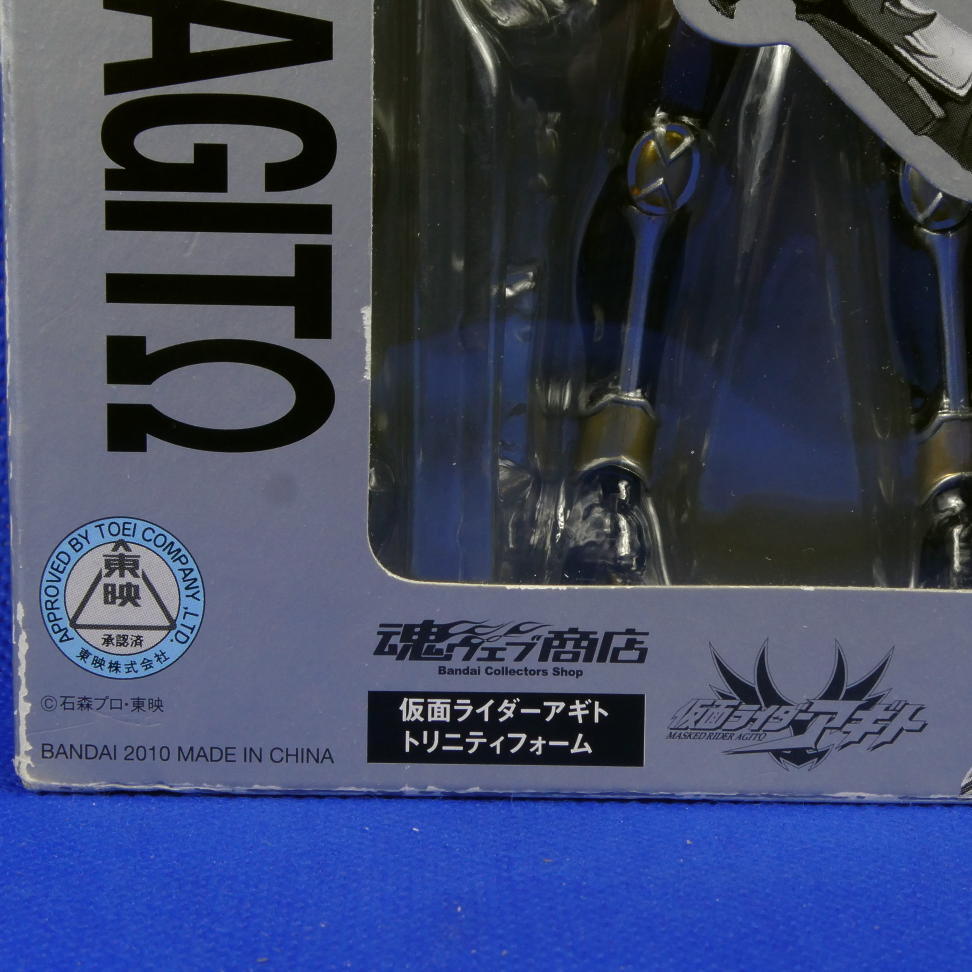 AGITΩ
APPROVED BY TOEI COMPANY, LTD.
東映
承認済
東映株式会社
©石森プロ・東映
BANDAI 2010 MADE IN CHINA
魂ウェブ商店
Bandai Collectors Shop
仮面ライダーアギト
トリニティフォーム
仮面ライダーアギト
MASKED RIDER AGITΩ